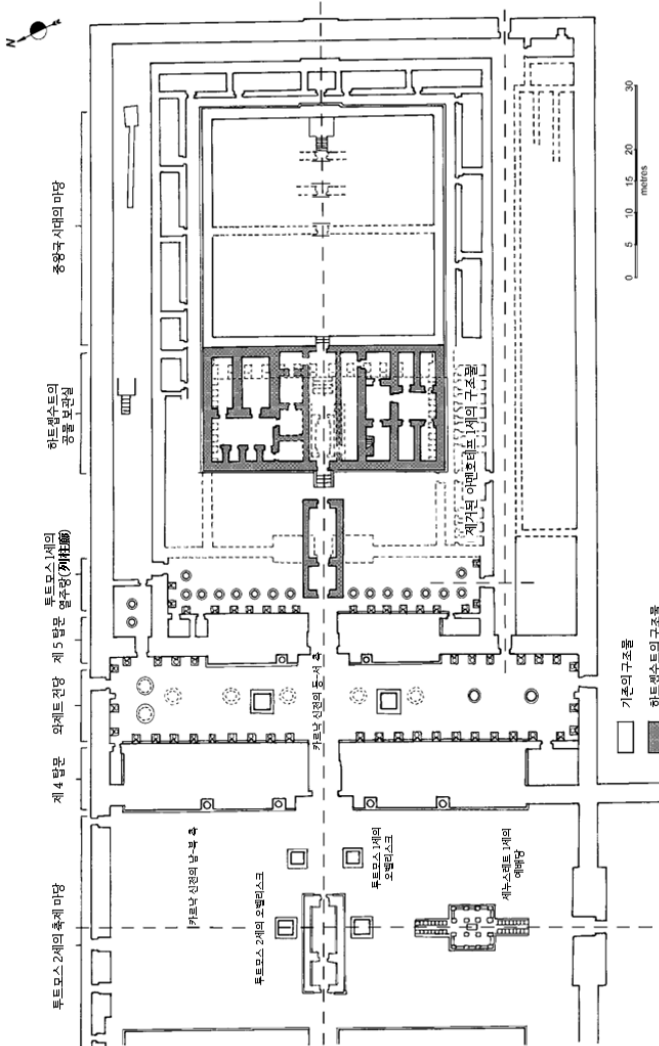 N
중왕국 시대의 마당
하트셉수트의
공물 보관실
투트모스 1세의
열주랑(列柱廊)
제 5 탑문
와제트 전당
제 4 탑문
투트모스 2세의 축제 마당
제거된 아멘호테프 1세의 구조물
카르낙 신전의 동-서 축
카르낙 신전의 남-북 축
투트모스 2세의 오벨리스크
투트모스 1세의
오벨리스크
세누스레트 1세의
예배당
0 5 10 15 20 30
metres
기존의 구조물
하트셉수트의 구조물